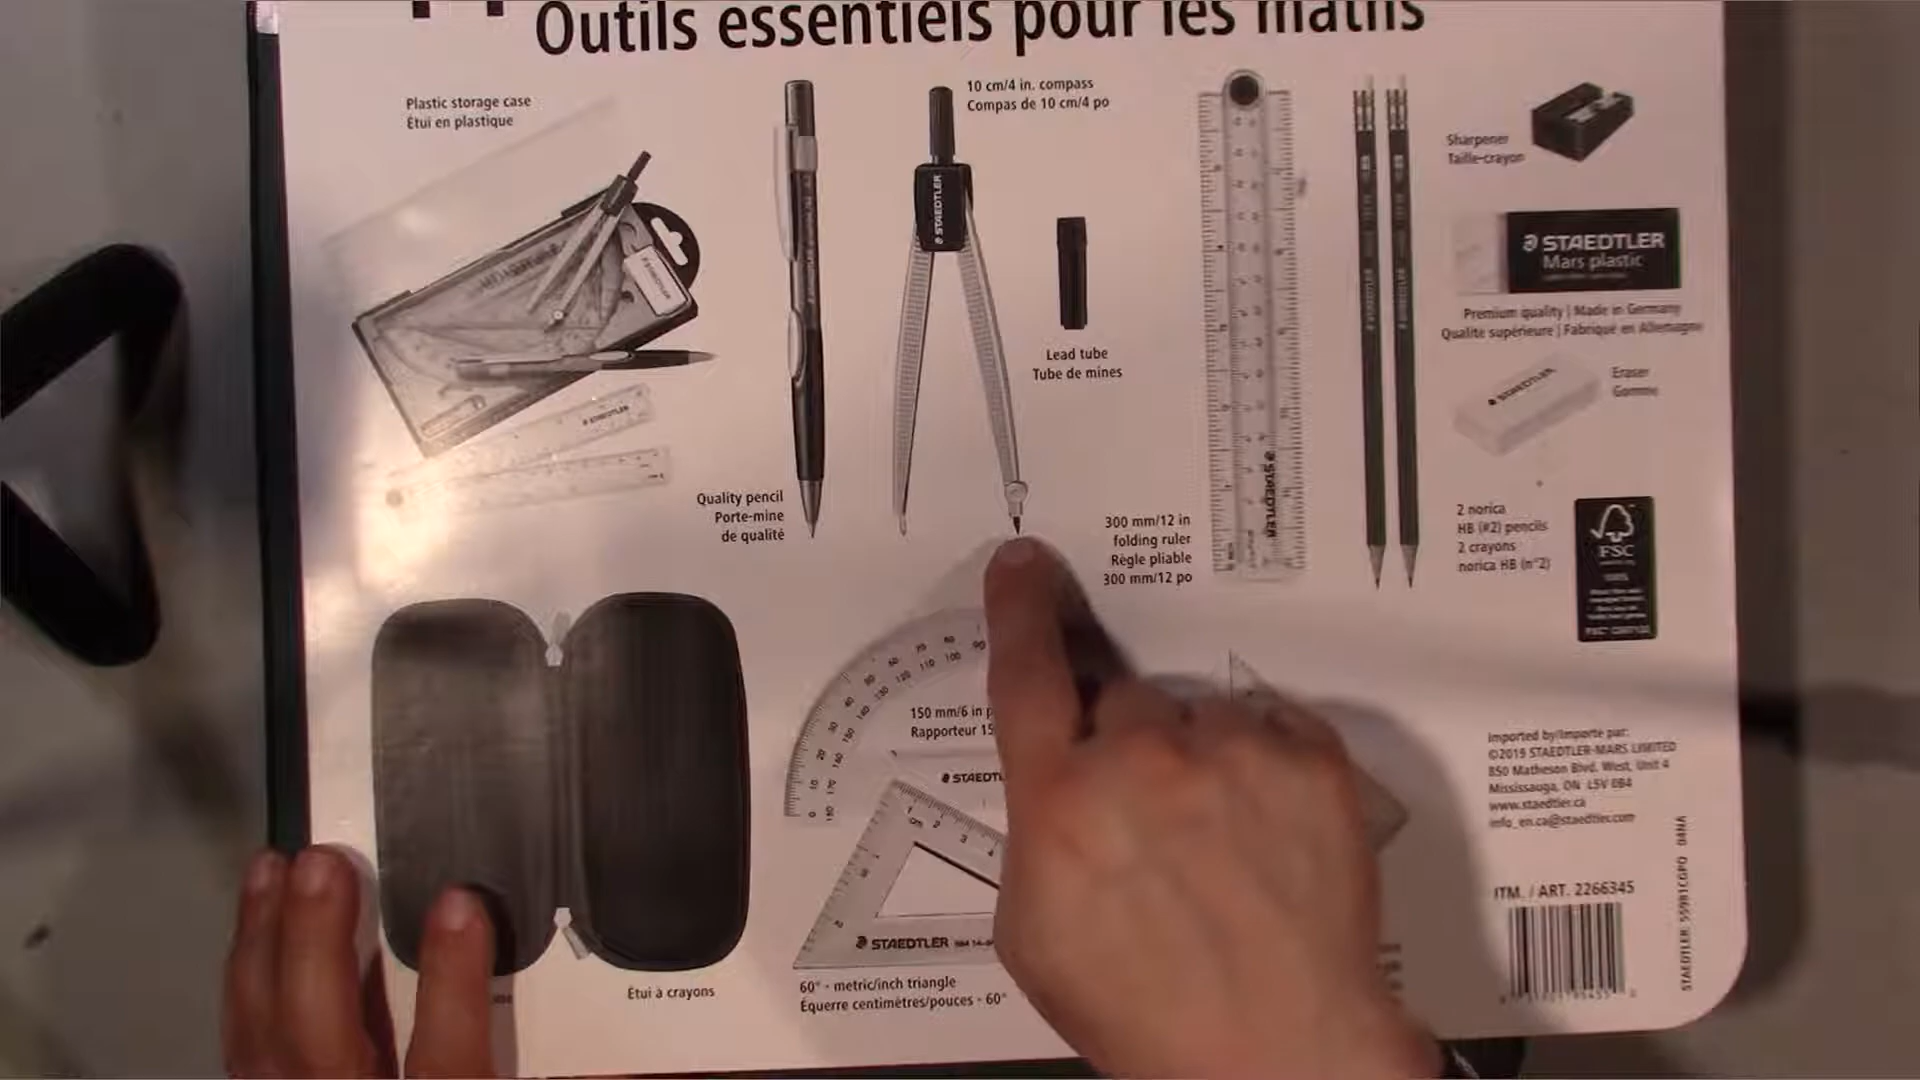 Outils essentiels pour les maths
Plastic storage case
Étui en plastique
10 cm/4 in. compass
Compas de 10 cm/4 po
STAEDTLER
Lead tube
Tube de mines
Quality pencil
Porte-mine
de qualité
300 mm/12 in
folding ruler
Règle pliable
300 mm/12 po
STAEDTLER
Sharpener
Taille-crayon
STAEDTLER
Mars plastic
Premium quality | Made in Germany
Qualité supérieure | Fabriqué en Allemagne
STAEDTLER
Eraser
Gomme
2 norica
HB (#2) pencils
2 crayons
norica HB (n°2)
FSC
150 mm/6 in
Rapporteur
STAEDTLER
60° - metric/inch triangle
Équerre centimètres/pouces - 60°
Étui à crayons
Imported by/Importé par:
©2019 STAEDTLER-MARS LIMITED
850 Matheson Blvd. West, Unit 4
Mississauga, ON L5V 0B4
www.staedtler.ca
info_en.ca@staedtler.com
ITM. / ART. 2266345